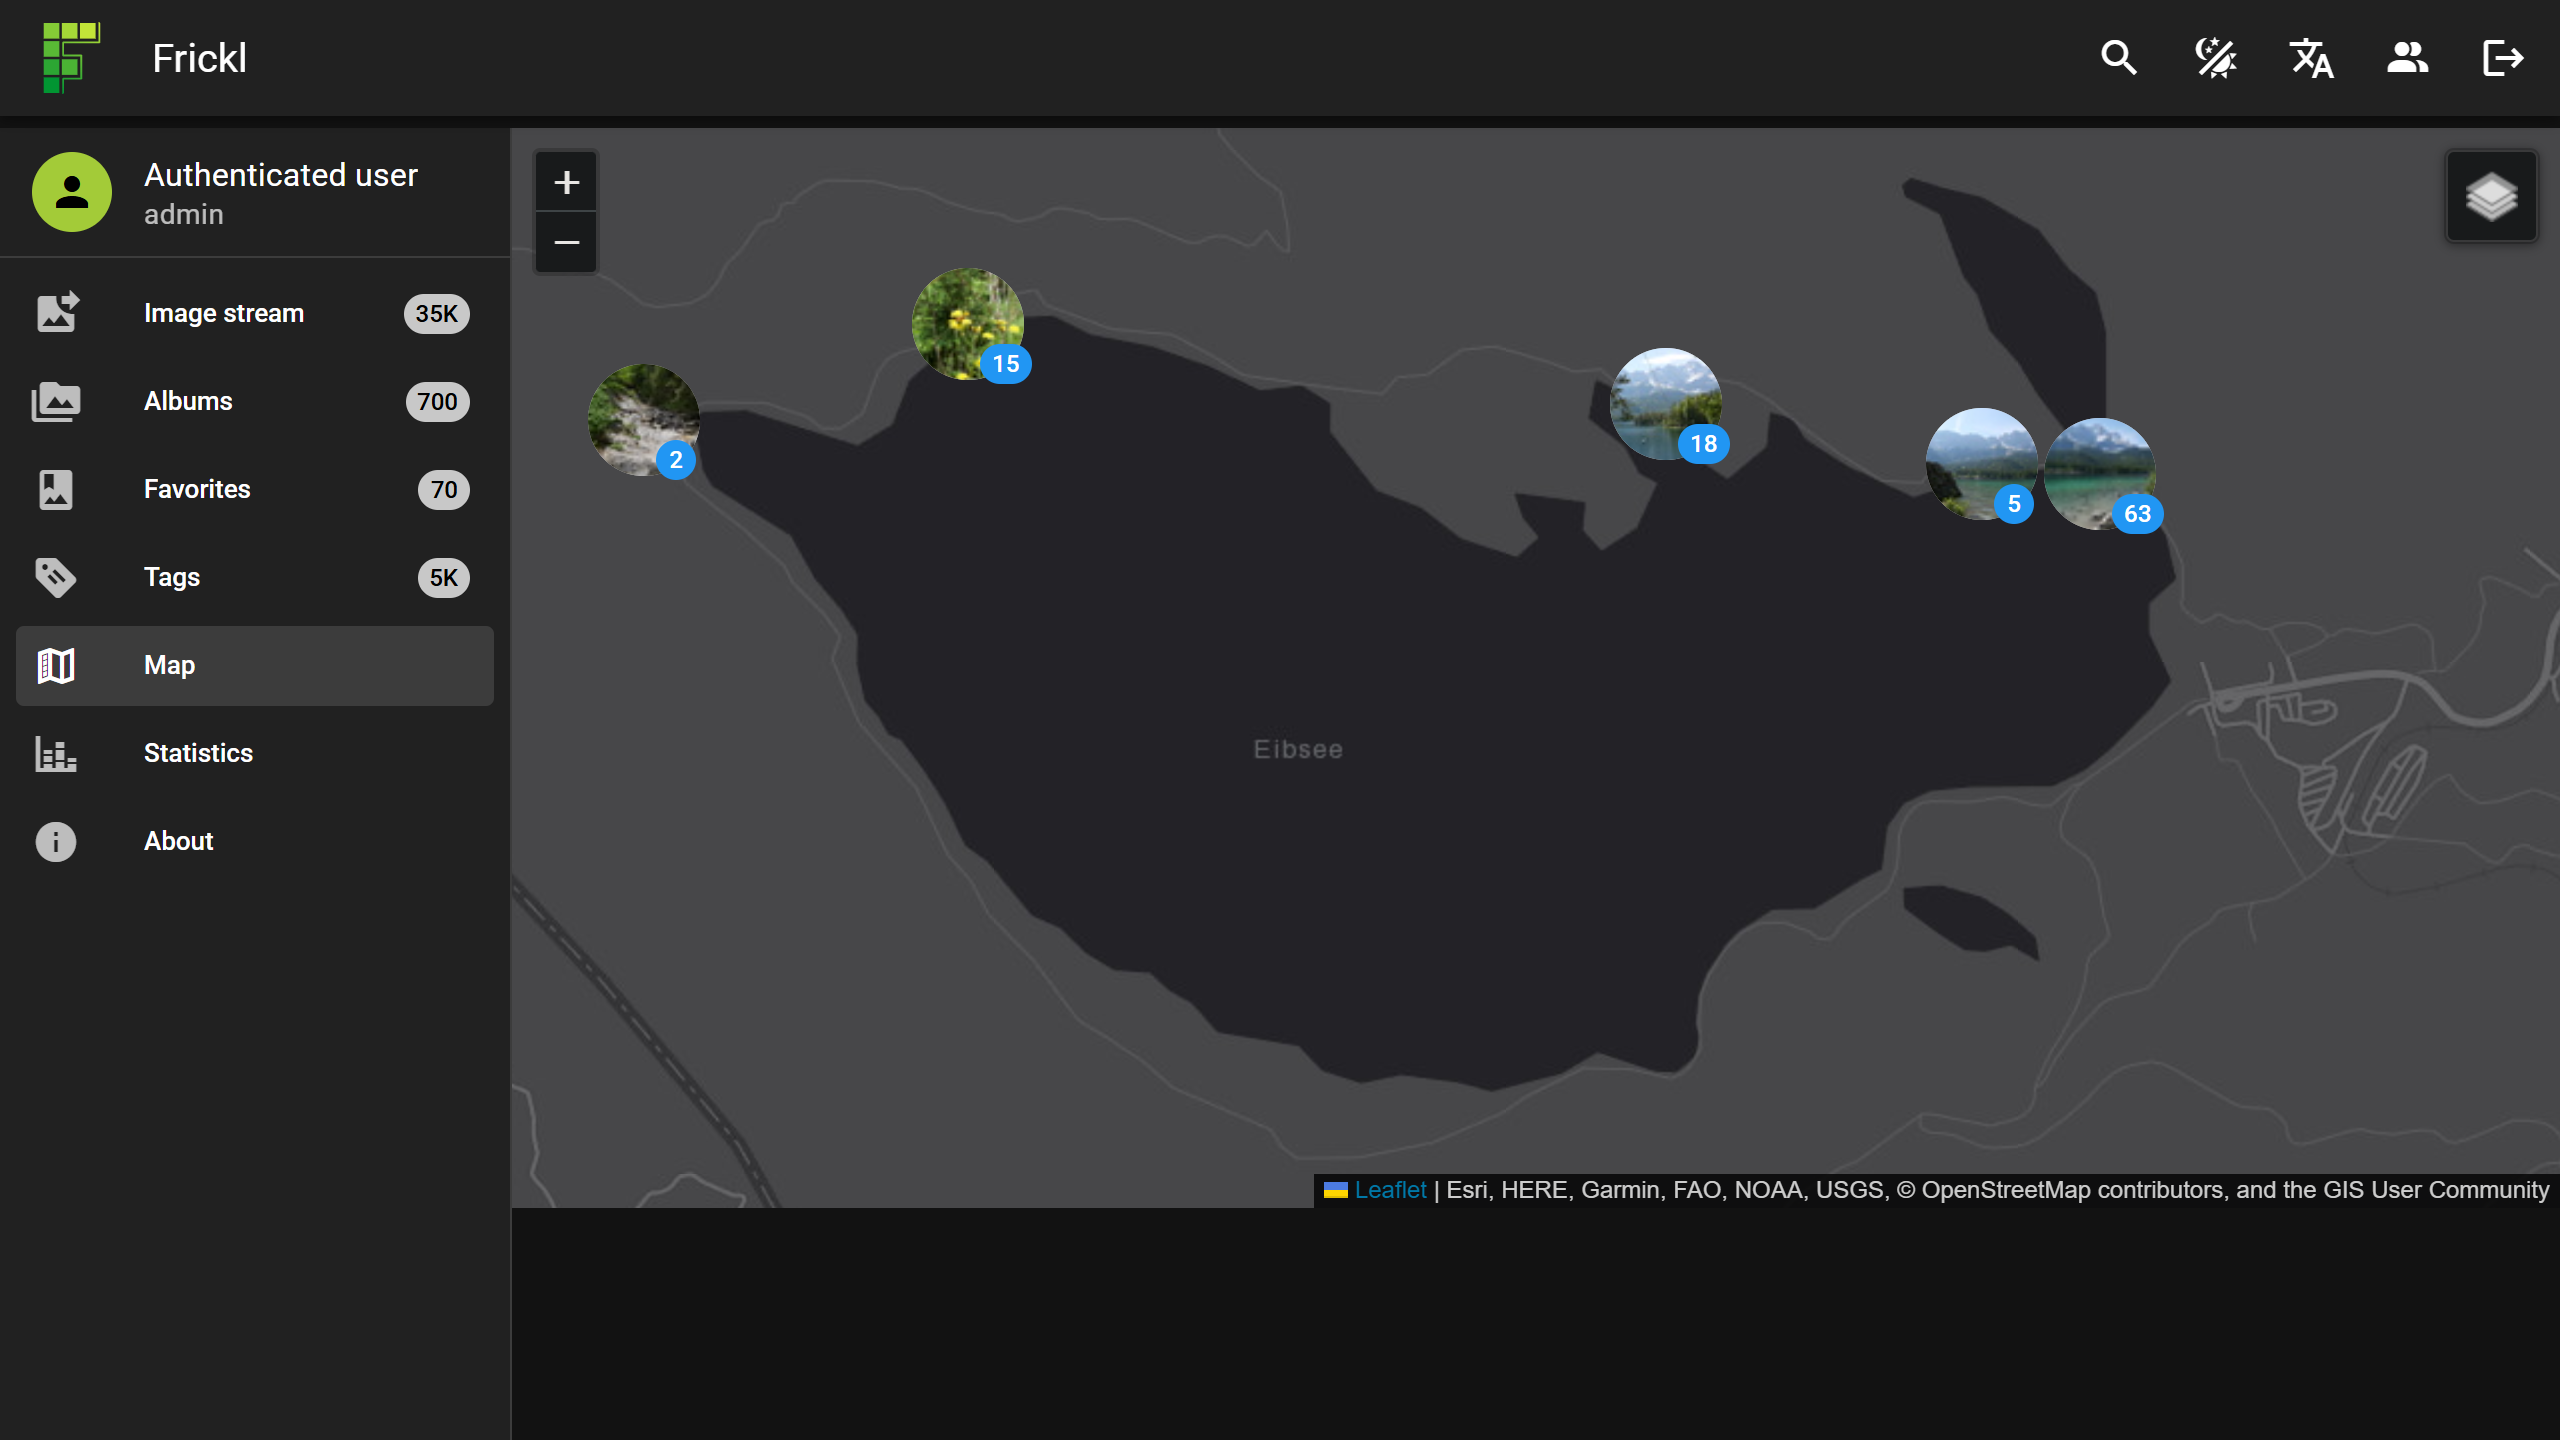 Frickl
Authenticated user
admin
Image stream 35K
Albums 700
Favorites 70
Tags 5K
Map
Statistics
About
+
−
15
2
18
5
63
Eibsee
Leaflet | Esri, HERE, Garmin, FAO, NOAA, USGS, © OpenStreetMap contributors, and the GIS User Community